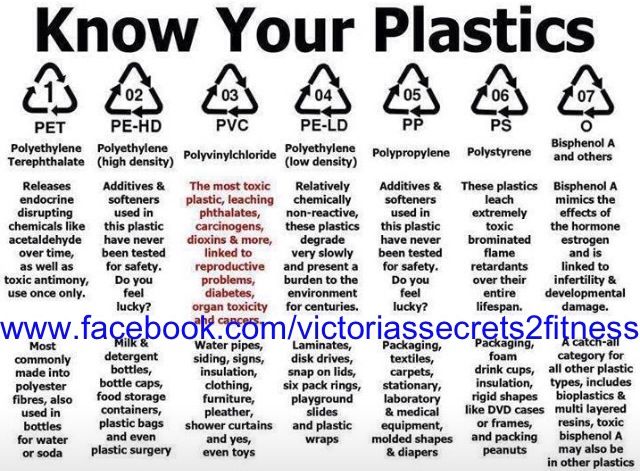 Know Your Plastics
1
PET
Polyethylene
Terephthalate
Releases
endocrine
disrupting
chemicals like
acetaldehyde
over time,
as well as
toxic antimony,
use once only.
Most
commonly
made into
polyester
fibres, also
used in
bottles
for water
or soda
02
PE-HD
Polyethylene
(high density)
Additives &
softeners
used in
this plastic
have never
been tested
for safety.
Do you
feel
lucky?
Milk &
detergent
bottles,
bottle caps,
food storage
containers,
plastic bags
and even
plastic surgery
03
PVC
Polyvinylchloride
The most toxic
plastic, leaching
phthalates,
carcinogens,
dioxins & more,
linked to
reproductive
problems,
diabetes,
organ toxicity
and cancers
Water pipes,
siding, signs,
insulation,
clothing,
furniture,
pleather,
shower curtains
and yes,
even toys
04
PE-LD
Polyethylene
(low density)
Relatively
chemically
non-reactive,
these plastics
degrade
very slowly
and present a
burden to the
environment
for centuries.
Laminates,
disk drives,
snap on lids,
six pack rings,
playground
slides
and plastic
wraps
05
PP
Polypropylene
Additives &
softeners
used in
this plastic
have never
been tested
for safety.
Do you
feel
lucky?
Packaging,
textiles,
carpets,
stationary,
laboratory
& medical
equipment,
molded shapes
& diapers
06
PS
Polystyrene
These plastics
leach
extremely
toxic
brominated
flame
retardants
over their
entire
lifespan.
Packaging,
foam
drink cups,
insulation,
rigid shapes
like DVD cases
or frames,
and packing
peanuts
07
O
Bisphenol A
and others
Bisphenol A
mimics the
effects of
the hormone
estrogen
and is
linked to
infertility &
developmental
damage.
A catch-all
category for
all other plastic
types, includes
bioplastics &
multi layered
resins, toxic
bisphenol A
may also be
in other plastics
www.facebook.com/victoriassecrets2fitness